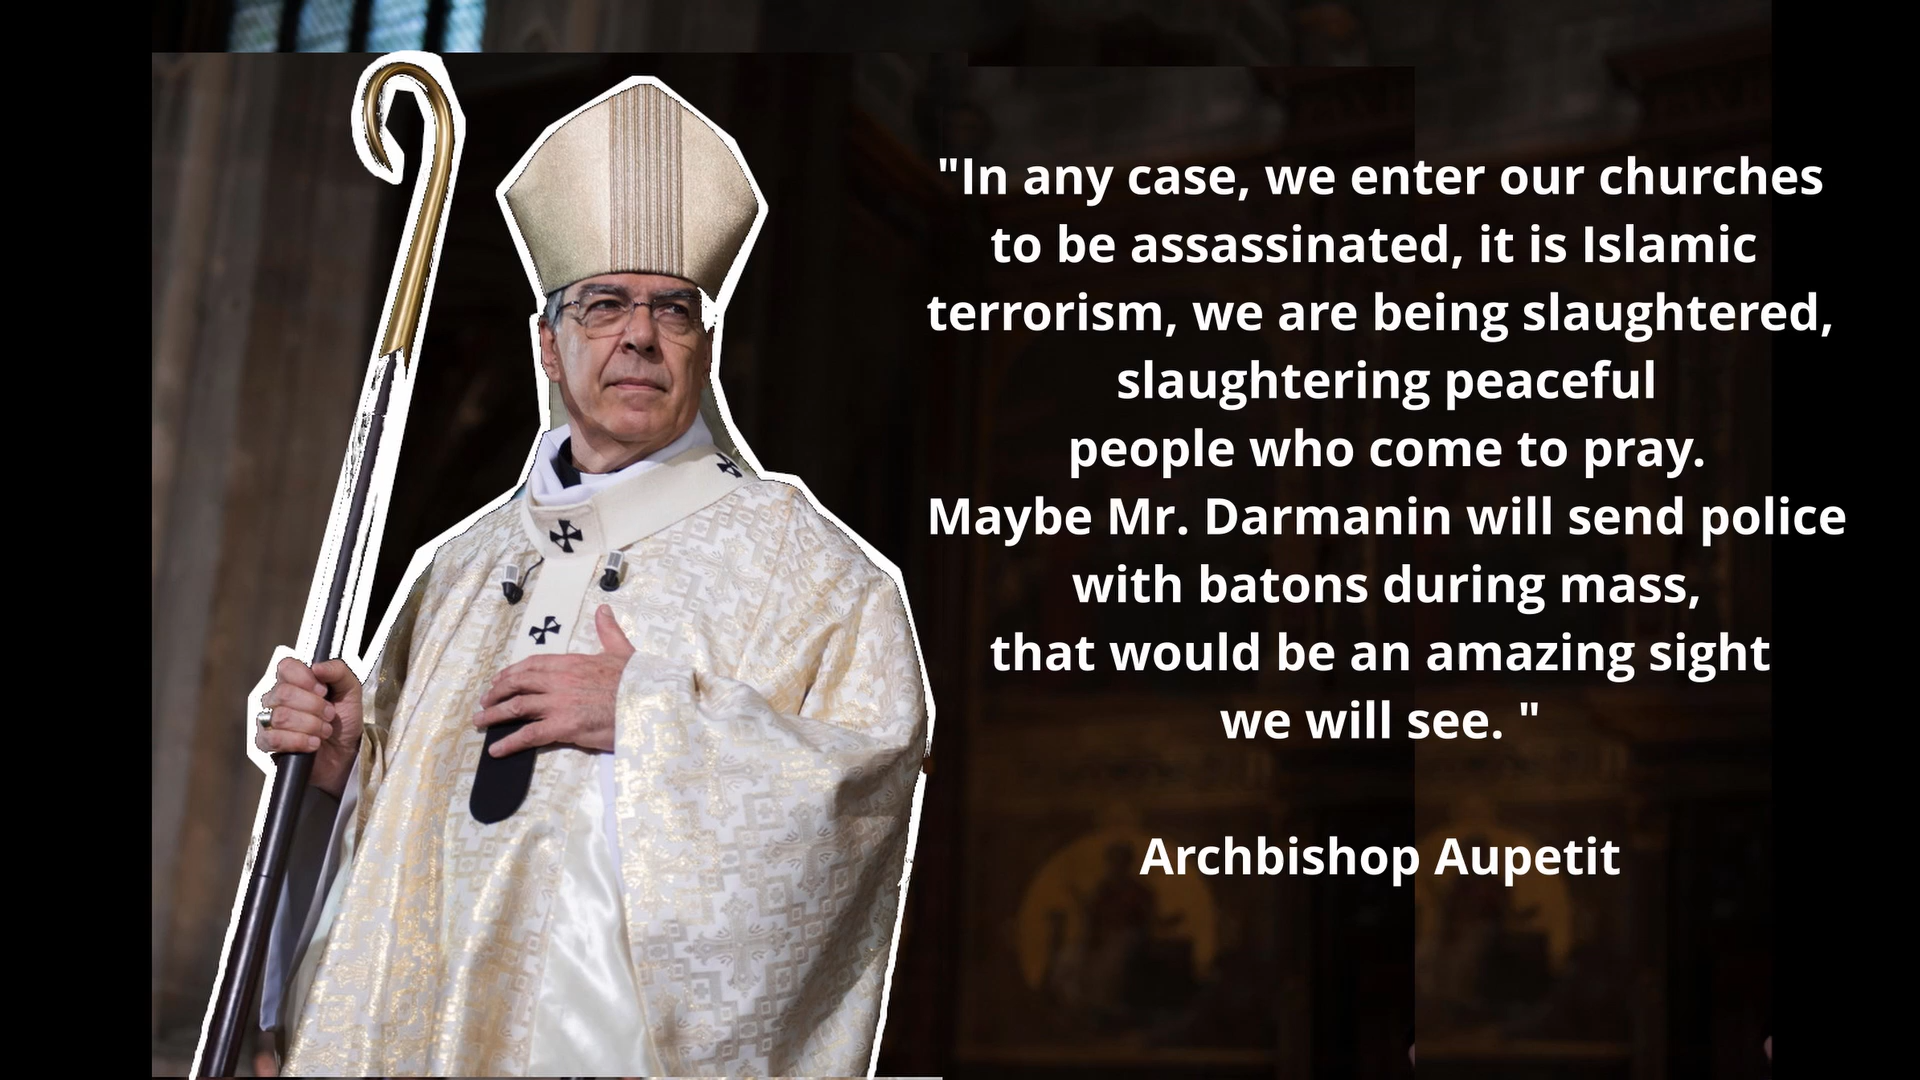 "In any case, we enter our churches
to be assassinated, it is Islamic
terrorism, we are being slaughtered,
slaughtering peaceful
people who come to pray.
Maybe Mr. Darmanin will send police
with batons during mass,
that would be an amazing sight
we will see. "
Archbishop Aupetit